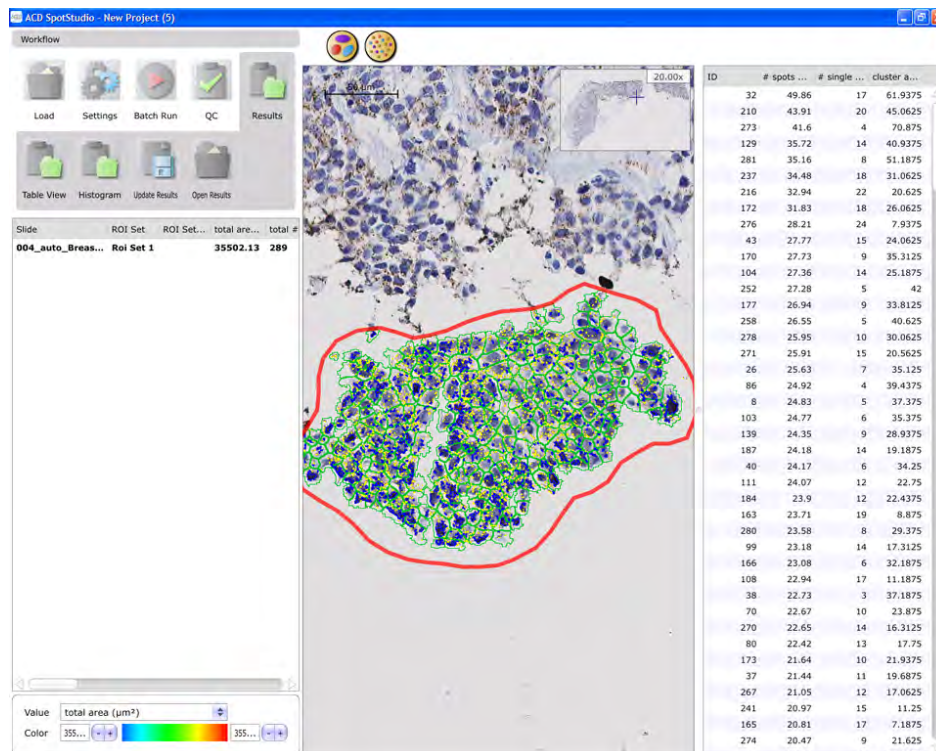 ACD SpotStudio - New Project (5)
Workflow
Load Settings Batch Run QC Results
Table View Histogram Update Results Open Results
Slide ROI Set ROI Set... total are... total #
004_auto_Breas... Roi Set 1 35502.13 289
Value total area (μm²)
Color 355... - + 355... - +
50 μm
20.00x
ID # spots ... # single ... cluster a...
32 49.86 17 61.9375
210 43.91 20 45.0625
273 41.6 4 70.875
129 35.72 14 40.9375
281 35.16 8 51.1875
237 34.48 18 31.0625
216 32.94 22 20.625
172 31.83 18 26.0625
276 28.21 24 7.9375
43 27.77 15 24.0625
170 27.73 9 35.3125
104 27.36 14 25.1875
252 27.28 5 42
177 26.94 9 33.8125
258 26.55 5 40.625
278 25.95 10 30.0625
271 25.91 15 20.5625
26 25.63 7 35.125
86 24.92 4 39.4375
8 24.83 5 37.375
103 24.77 6 35.375
139 24.35 9 28.9375
187 24.18 14 19.1875
40 24.17 6 34.25
111 24.07 12 22.75
184 23.9 12 22.4375
163 23.71 19 8.875
280 23.58 8 29.375
99 23.18 14 17.3125
166 23.08 6 32.1875
108 22.94 17 11.1875
38 22.73 3 37.1875
70 22.67 10 23.875
270 22.65 14 16.3125
80 22.42 13 17.75
173 21.64 10 21.9375
37 21.44 11 19.6875
267 21.05 12 17.0625
241 20.97 15 11.25
165 20.81 17 7.1875
274 20.47 9 21.625